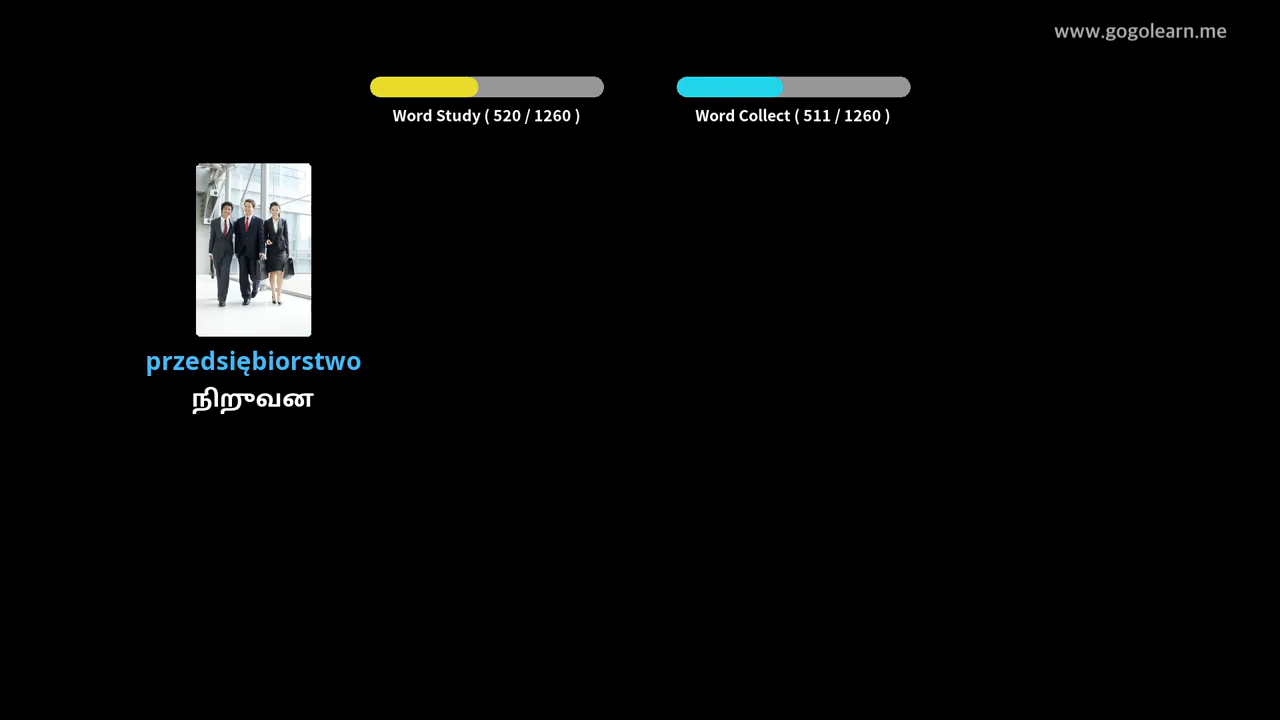 www.gogolearn.me
Word Study ( 520 / 1260 )
Word Collect ( 511 / 1260 )
przedsiębiorstwo
நிறுவன